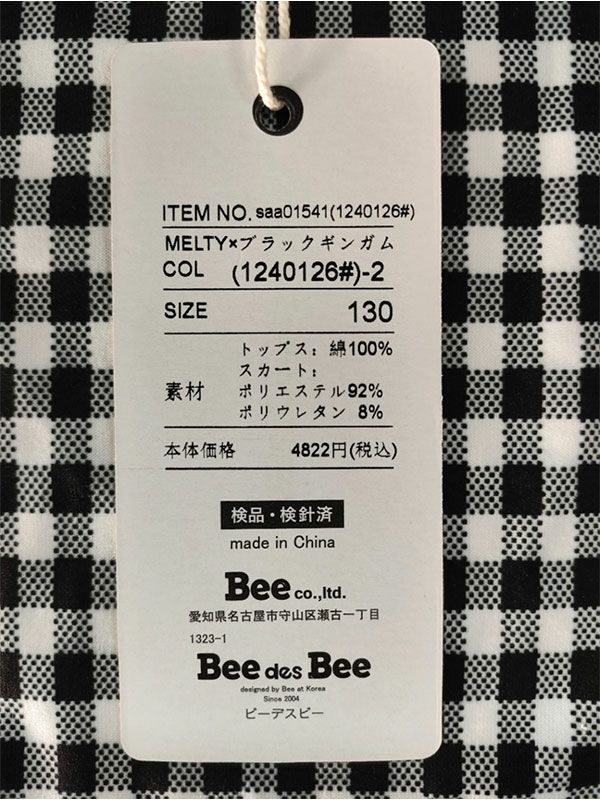 ITEM NO. saa01541(1240126#)
MELTY×ブラックギンガム
COL (1240126#)-2
SIZE 130
トップス: 綿100%
スカート:
素材 ポリエステル92%
ポリウレタン 8%
本体価格 4822円(税込)
検品・検針済
made in China
Bee co.,ltd.
愛知県名古屋市守山区瀬古一丁目
1323-1
Bee des Bee
designed by Bee at Korea
Since 2004
ビーデスビー